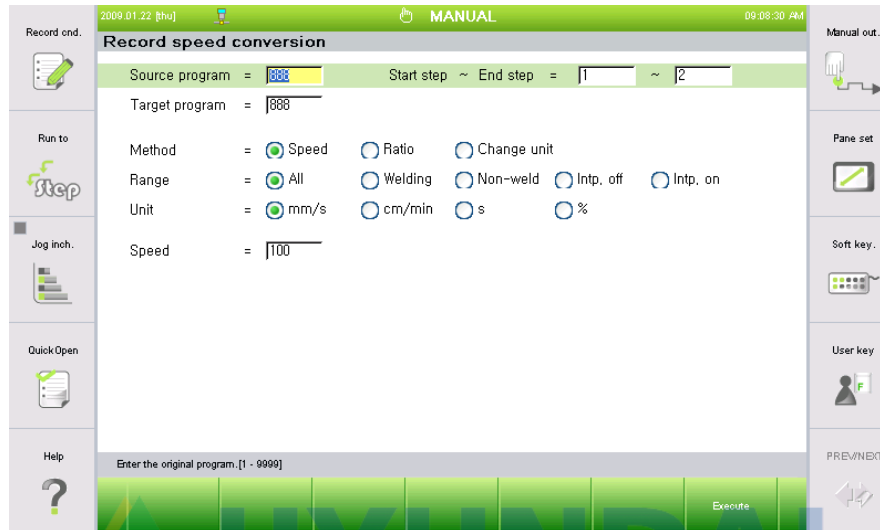 2009.01.22 [thu] MANUAL 09:08:30 AM
Record speed conversion
Record cnd.
Run to
Step
Jog inch.
Quick Open
Help
?
Source program = 888 Start step ~ End step = 1 ~ 2
Target program = 888
Method = Speed Ratio Change unit
Range = All Welding Non-weld Intp. off Intp. on
Unit = mm/s cm/min s %
Speed = 100
Enter the original program.[1 - 9999]
Execute
HYUNDAI
Manual out.
Pane set
Soft key.
User key
F
PREV/NEXT